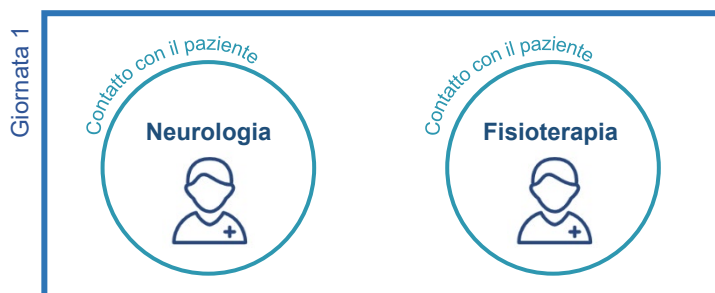 Giornata 1
Contatto con il paziente
Neurologia
Contatto con il paziente
Fisioterapia